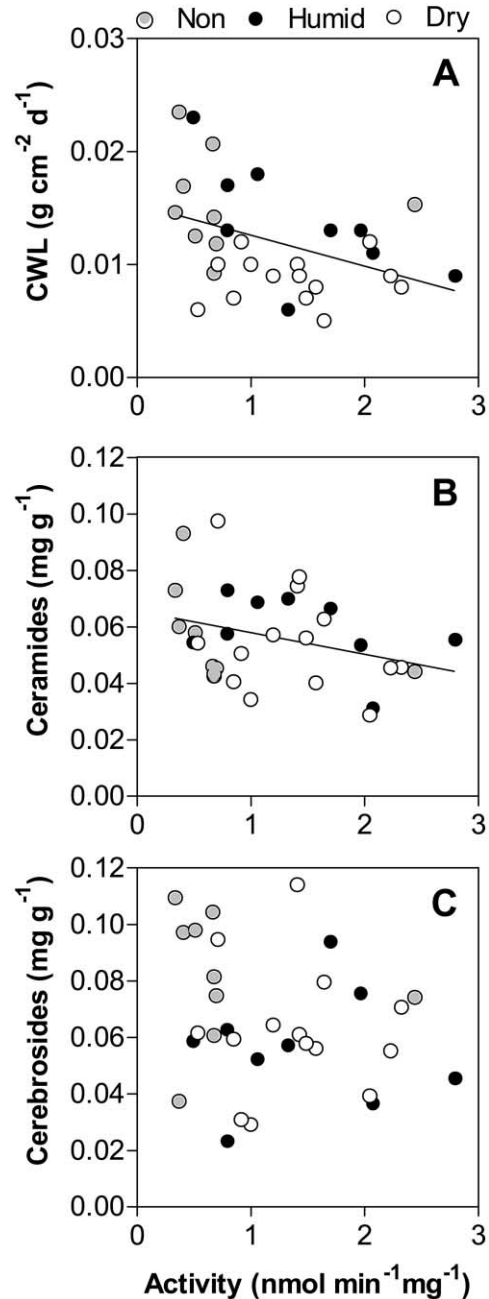 Non Humid Dry
A
CWL (g cm⁻² d⁻¹)
0.03
0.02
0.01
0.00
0 1 2 3
B
Ceramides (mg g⁻¹)
0.12
0.10
0.08
0.06
0.04
0.02
0.00
0 1 2 3
C
Cerebrosides (mg g⁻¹)
0.12
0.10
0.08
0.06
0.04
0.02
0.00
0 1 2 3
Activity (nmol min⁻¹mg⁻¹)